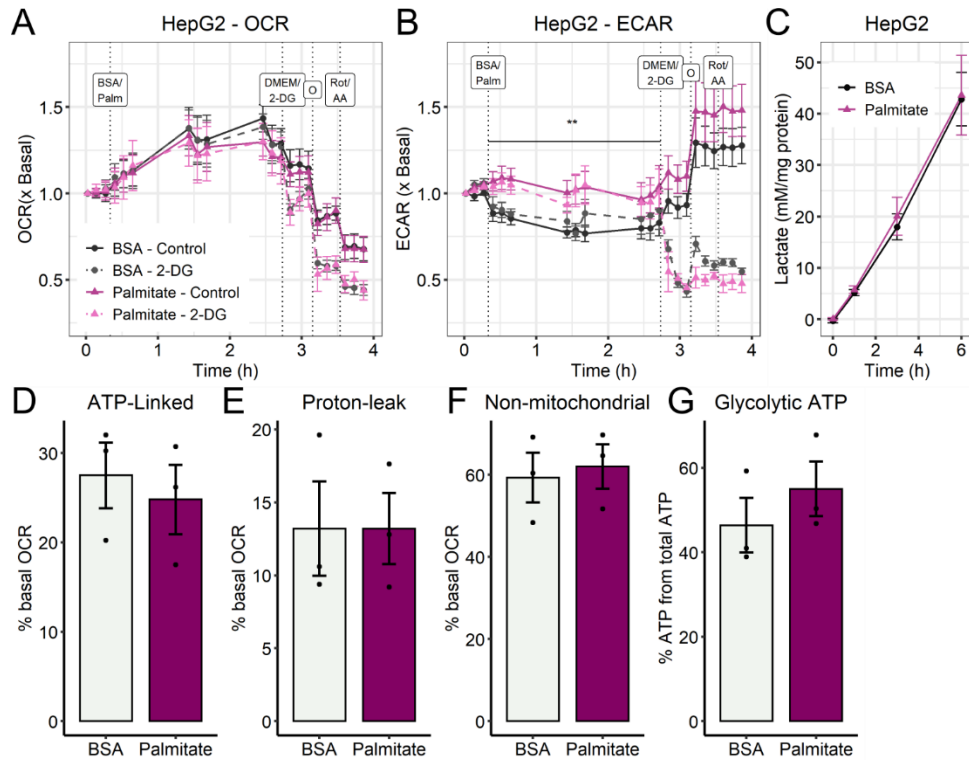 A
HepG2 - OCR
OCR(x Basal)
1.5
1.0
0.5
BSA/
Palm
DMEM/
2-DG
O
Rot/
AA
BSA - Control
BSA - 2-DG
Palmitate - Control
Palmitate - 2-DG
0
1
2
3
4
Time (h)
B
HepG2 - ECAR
ECAR (x Basal)
1.5
1.0
0.5
BSA/
Palm
**
DMEM/
2-DG
O
Rot/
AA
0
1
2
3
4
Time (h)
C
HepG2
Lactate (mM/mg protein)
50
40
30
20
10
0
BSA
Palmitate
0
2
4
6
Time (h)
D
ATP-Linked
% basal OCR
30
20
10
0
BSA
Palmitate
E
Proton-leak
% basal OCR
20
15
10
5
0
BSA
Palmitate
F
Non-mitochondrial
% basal OCR
60
40
20
0
BSA
Palmitate
G
Glycolytic ATP
% ATP from total ATP
60
40
20
0
BSA
Palmitate